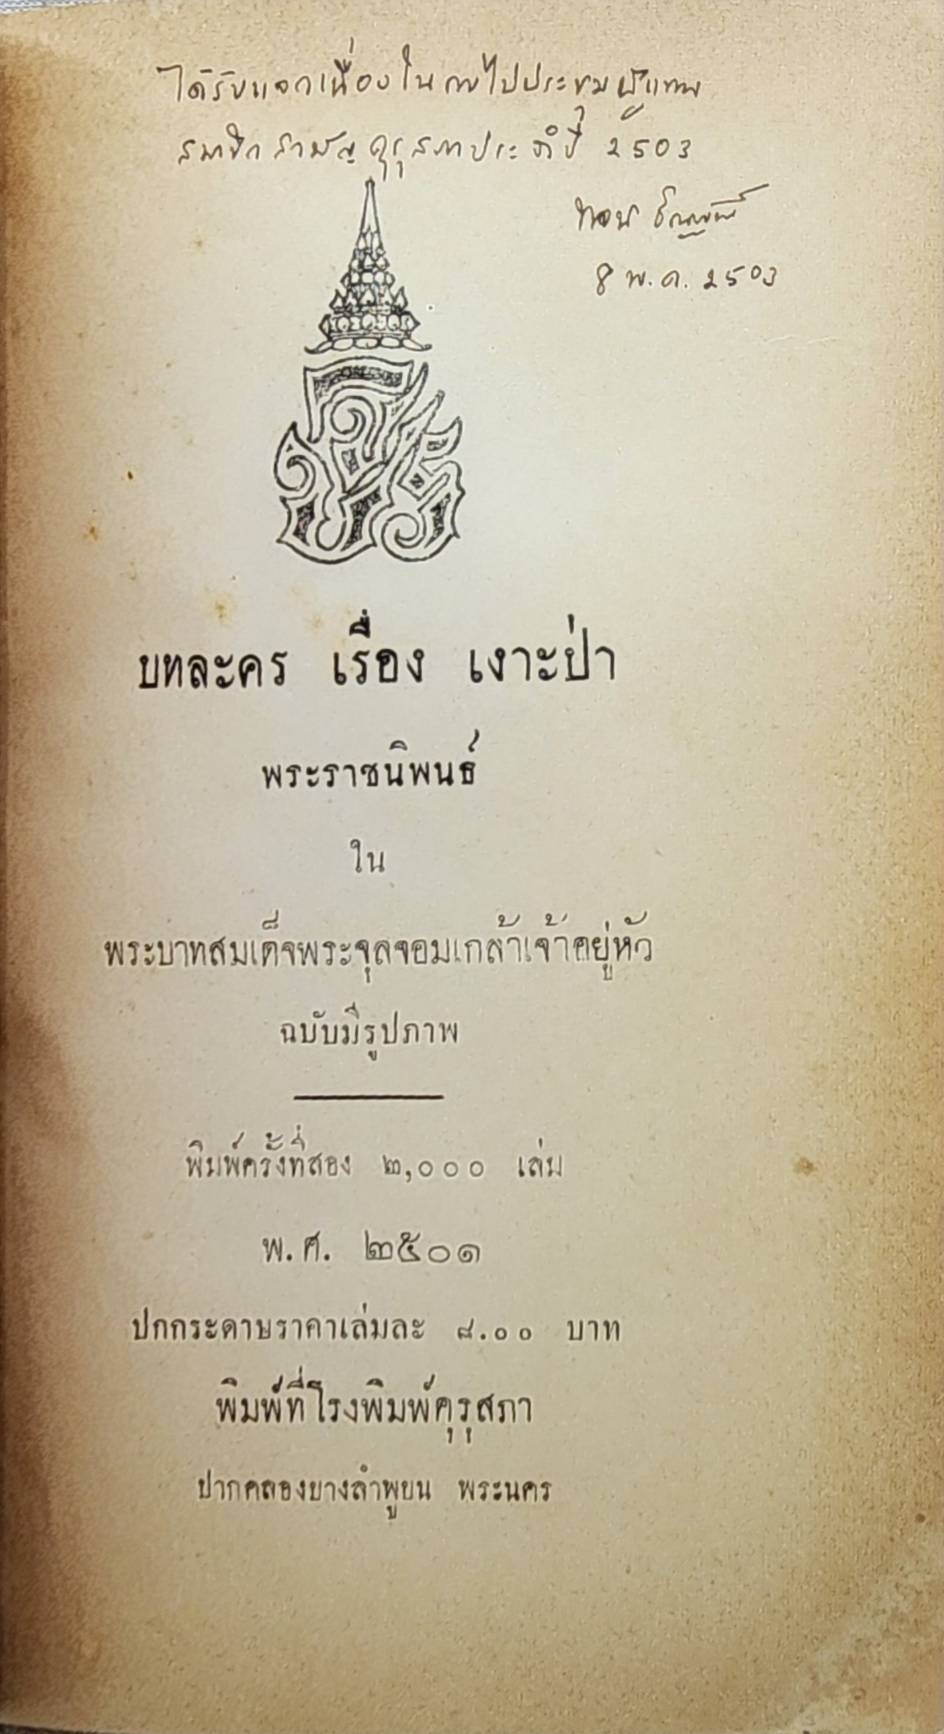 ได้รับแจกเนื่องในการไปประชุมผู้แทน
สมาชิกสามัญคุรุสภาประจำปี 2503
8 พ.ค. 2503
บทละคร เรื่อง เงาะป่า
พระราชนิพนธ์
ใน
พระบาทสมเด็จพระจุลจอมเกล้าเจ้าอยู่หัว
ฉบับมีรูปภาพ
พิมพ์ครั้งที่สอง ๒,๐๐๐ เล่ม
พ.ศ. ๒๕๐๑
ปกกระดาษราคาเล่มละ ๘.๐๐ บาท
พิมพ์ที่โรงพิมพ์คุรุสภา
ปากคลองบางลำพูบน พระนคร